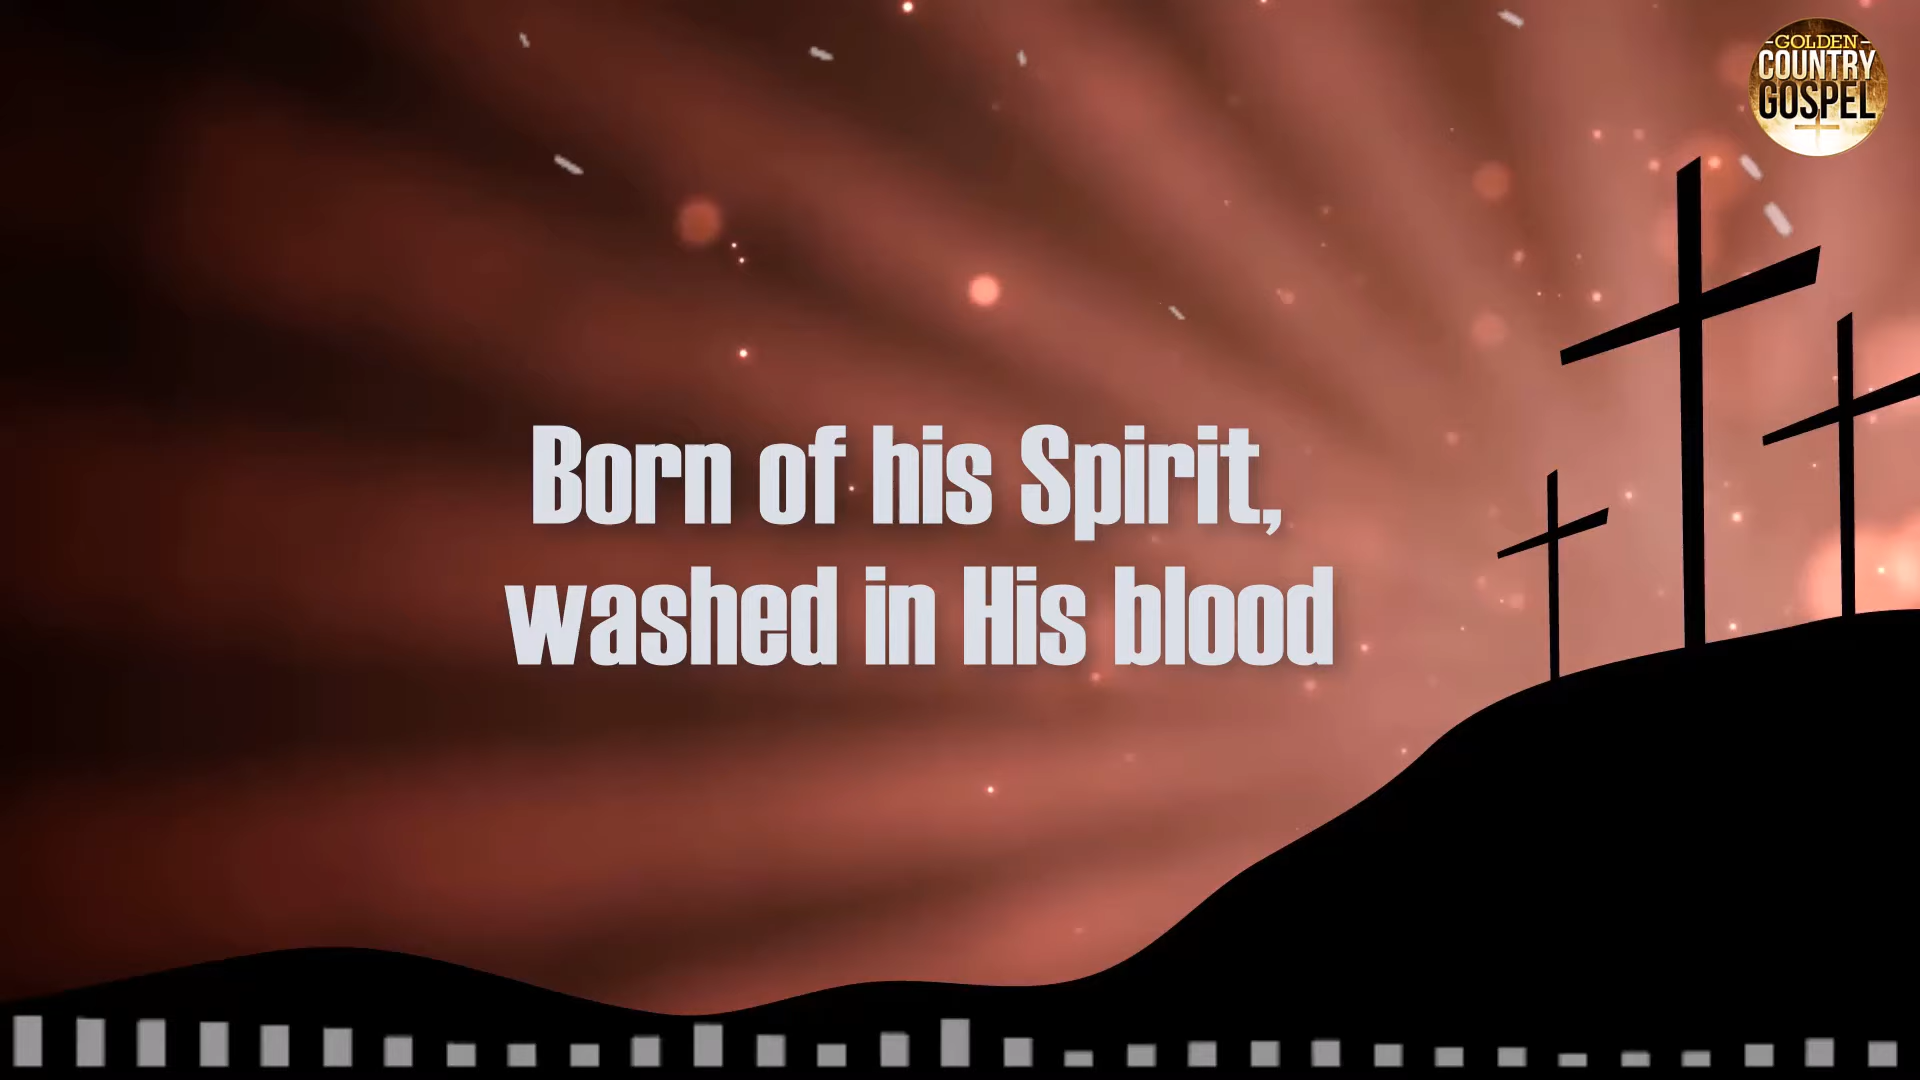 -GOLDEN-
COUNTRY
GOSPEL
Born of his Spirit,
washed in His blood